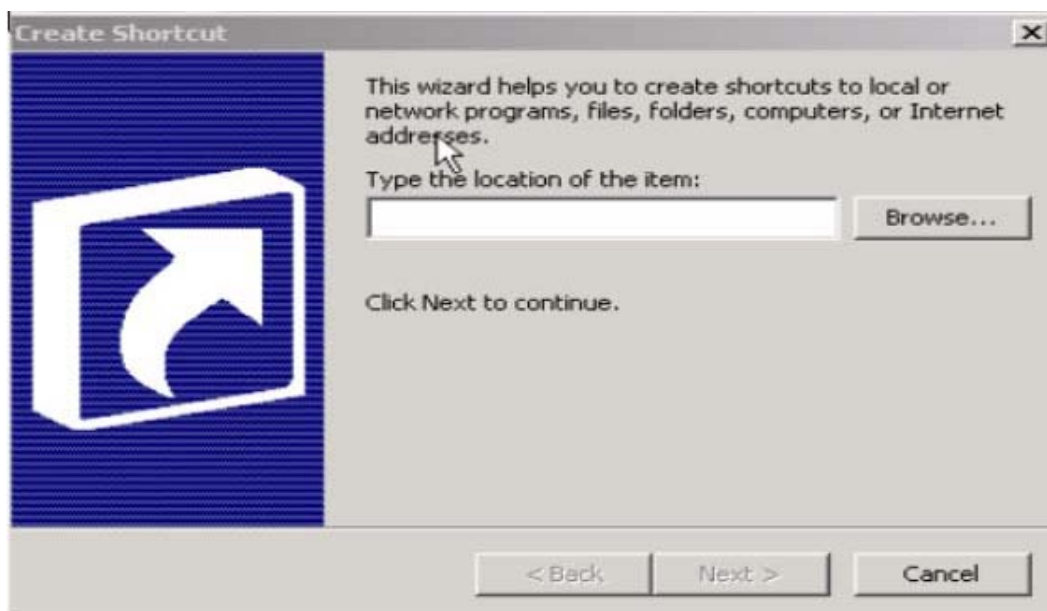 Create Shortcut
This wizard helps you to create shortcuts to local or
network programs, files, folders, computers, or Internet
addresses.
Type the location of the item:
Browse...
Click Next to continue.
< Back
Next >
Cancel